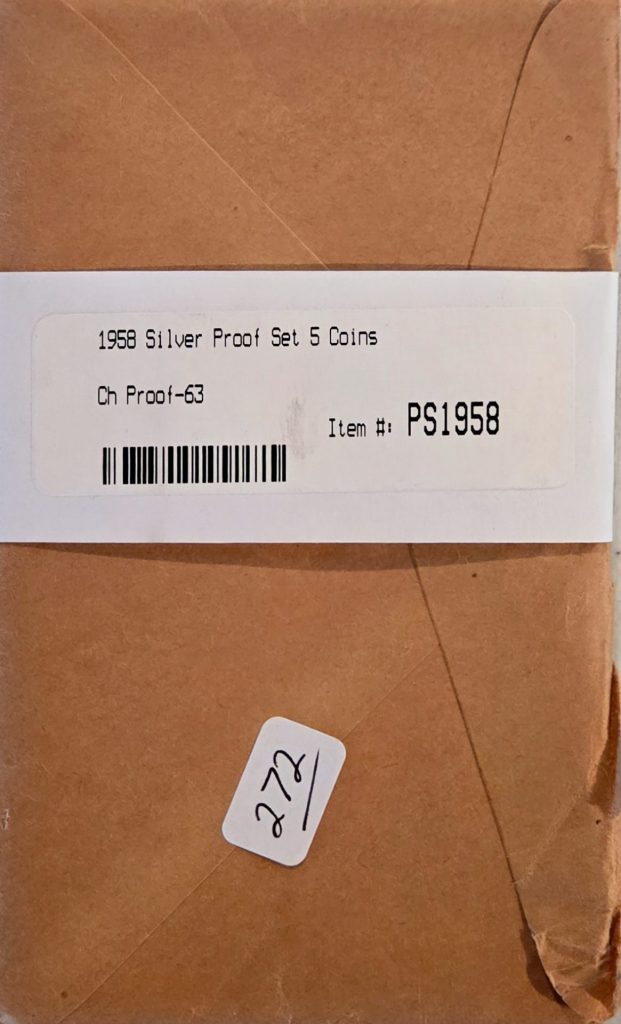 1958 Silver Proof Set 5 Coins
Ch Proof-63
Item #: PS1958
272